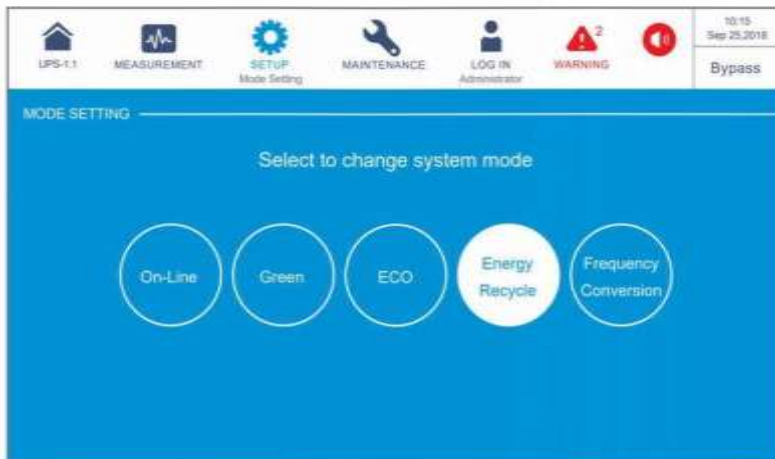 UPS-1.1
MEASUREMENT
SETUP
Mode Setting
MAINTENANCE
LOG IN
Administrator
2
WARNING
10:15
Sep 25,2018
Bypass
MODE SETTING
Select to change system mode
On-Line
Green
ECO
Energy
Recycle
Frequency
Conversion